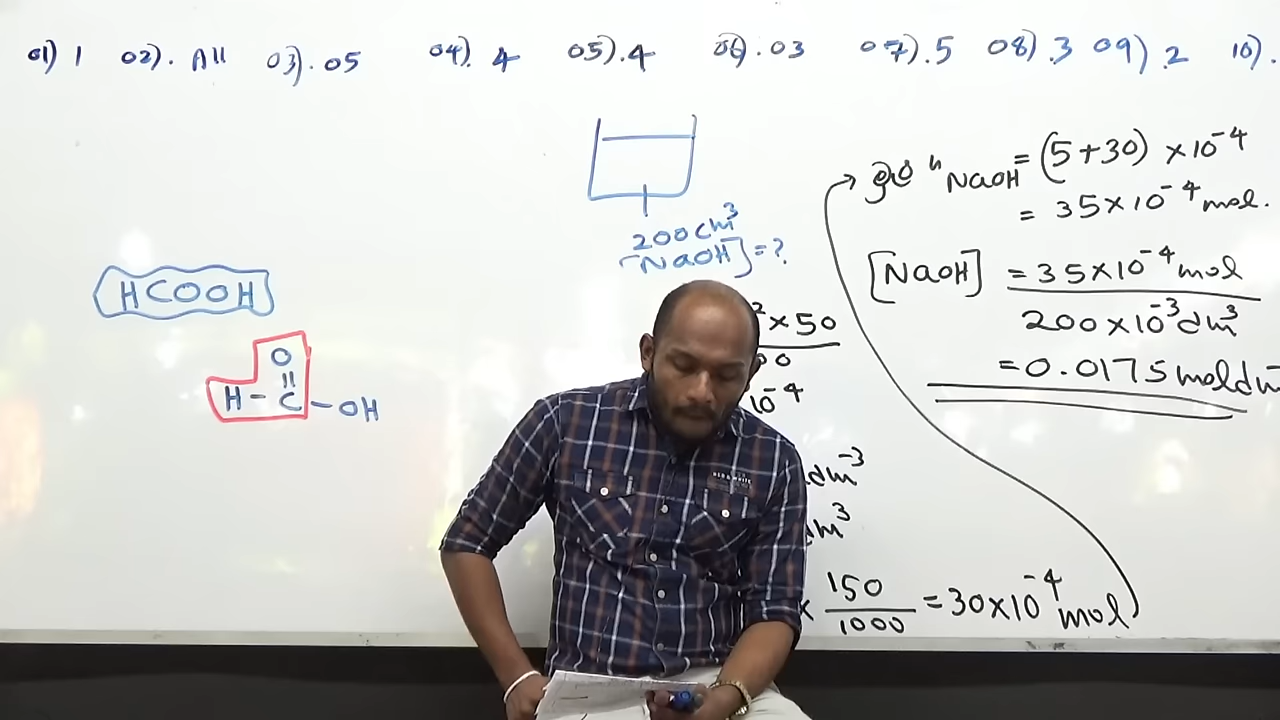 01) 1 02). All 03). 05 04). 4 05). 4 06). 03 07). 5 08) .3 09) .2 10).
200cm³
[NaOH] = ?
HCOOH
O
H - C - OH
² × 50
10⁻⁴
dm⁻³
dm³
× 150/1000 = 30×10⁻⁴ mol
n NaOH = (5+30) ×10⁻⁴
= 35×10⁻⁴ mol.
[NaOH] = 35×10⁻⁴ mol
200×10⁻³ dm³
= 0.0175 mol dm⁻